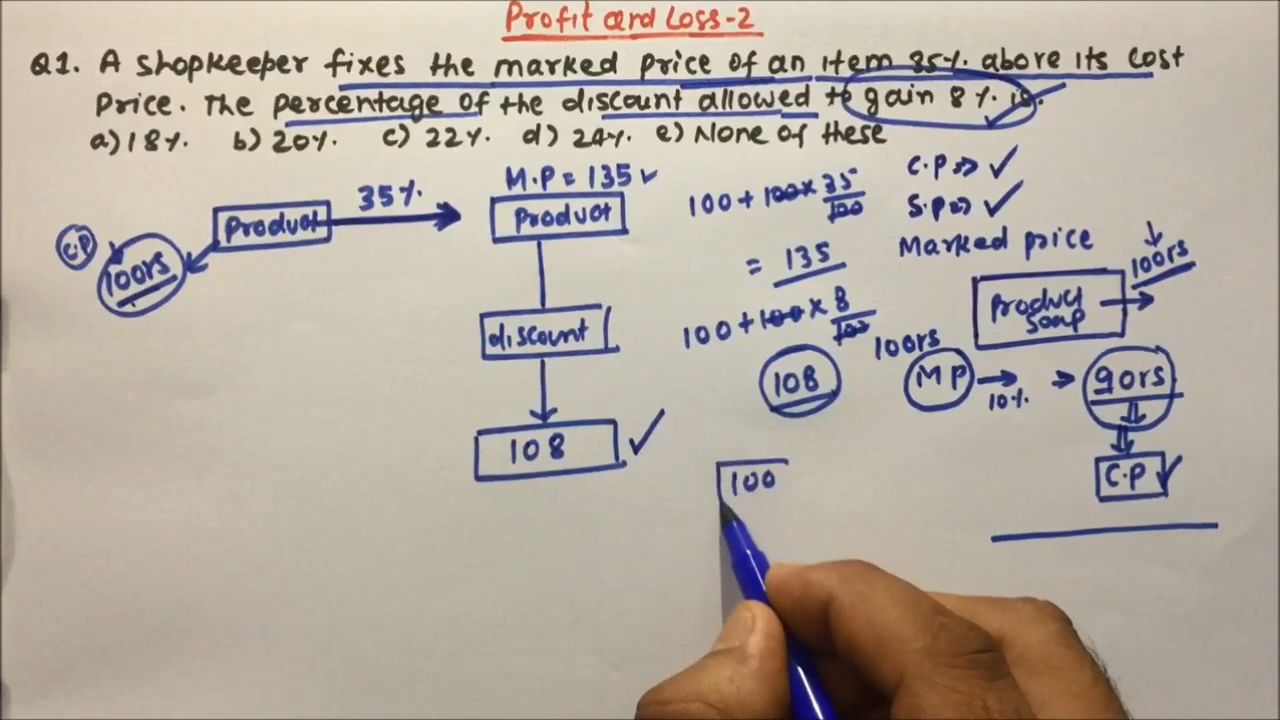 Profit and Loss-2
Q1. A shopkeeper fixes the marked price of an item 35% above its cost
Price. The percentage of the discount allowed to gain 8% is.
a) 18%. b) 20%. c) 22%. d) 24%. e) None of these
C.P
100rs
Product
35%.
M.P = 135
Product
discount
108
100 + 100 × 35/100
= 135
100 + 100 × 8/100
108
C.P ⇒
S.P ⇒
Marked price
Product
soap
100rs
100rs
MP
10%
90rs
C.P
100